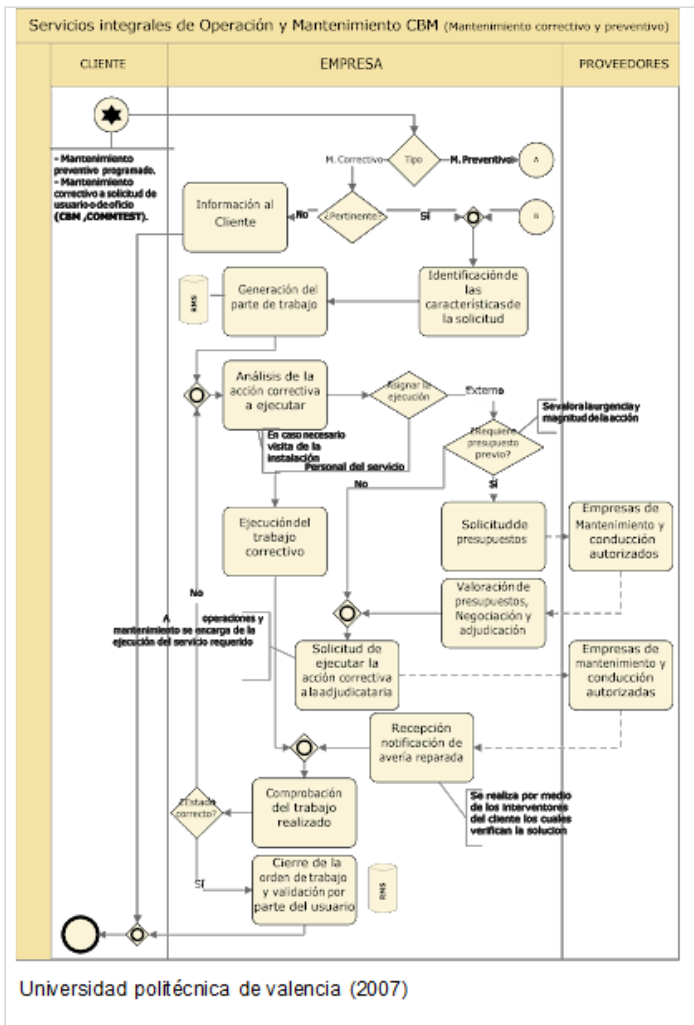 Servicios integrales de Operación y Mantenimiento CBM (Mantenimiento correctivo y preventivo)
CLIENTE
EMPRESA
PROVEEDORES
- Mantenimiento
preventivo programado.
- Mantenimiento
correctivo a solicitud de
usuario o de oficio
(CBM ,COMMTEST).
M. Correctivo
Tipo
M. Preventivo
A
Información al
Cliente
No
¿Pertinente?
Sí
B
Identificación de
las
características de
la solicitud
Generación del
parte de trabajo
RMS
Análisis de la
acción correctiva
a ejecutar
Asignar la
ejecución
Externo
Se valora la urgencia y
magnitud de la acción
En caso necesario
visita de la
instalación
Personal del servicio
¿Requiere
presupuesto
previo?
No
Sí
Ejecución del
trabajo
correctivo
Solicitud de
presupuestos
Empresas de
Mantenimiento y
conducción
autorizados
Valoración de
presupuestos,
Negociación y
adjudicación
No
A operaciones y
mantenimiento se encarga de la
ejecución del servicio requerido
Solicitud de
ejecutar la
acción correctiva
a la adjudicataria
Empresas de
mantenimiento y
conducción
autorizadas
Recepción
notificación de
avería reparada
¿Estado
correcto?
Comprobación
del trabajo
realizado
Se realiza por medio
de los interventores
del cliente los cuales
verifican la solucion
Sí
Cierre de la
orden de trabajo
y validación por
parte del usuario
RMS
Universidad politécnica de valencia (2007)